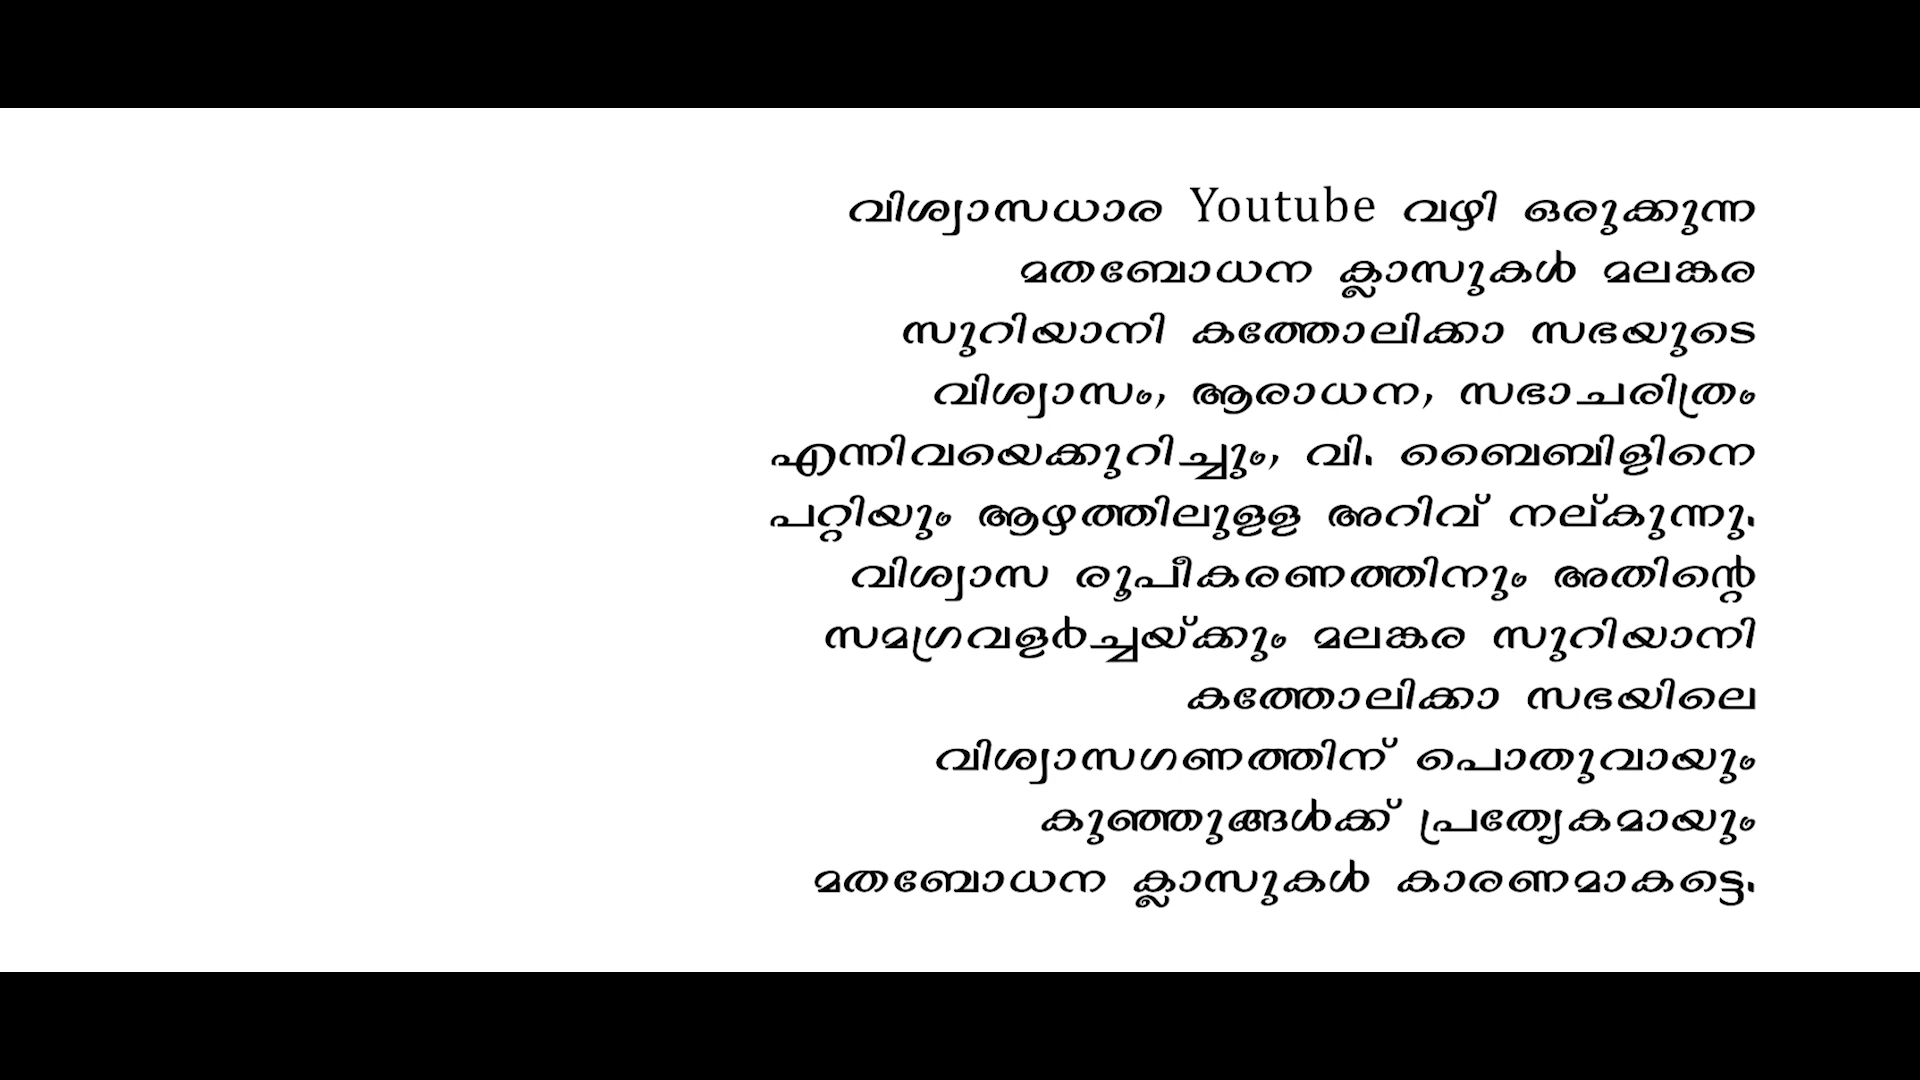 വിശ്വാസധാര Youtube വഴി ഒരുക്കുന്ന
മതബോധന ക്ലാസുകൾ മലങ്കര
സുറിയാനി കത്തോലിക്കാ സഭയുടെ
വിശ്വാസം, ആരാധന, സഭാചരിത്രം
എന്നിവയെക്കുറിച്ചും, വി. ബൈബിളിനെ
പറ്റിയും ആഴത്തിലുളള അറിവ് നല്കുന്നു.
വിശ്വാസ രൂപീകരണത്തിനും അതിന്റെ
സമഗ്രവളർച്ചയ്ക്കും മലങ്കര സുറിയാനി
കത്തോലിക്കാ സഭയിലെ
വിശ്വാസഗണത്തിന് പൊതുവായും
കുഞ്ഞുങ്ങൾക്ക് പ്രത്യേകമായും
മതബോധന ക്ലാസുകൾ കാരണമാകട്ടെ.